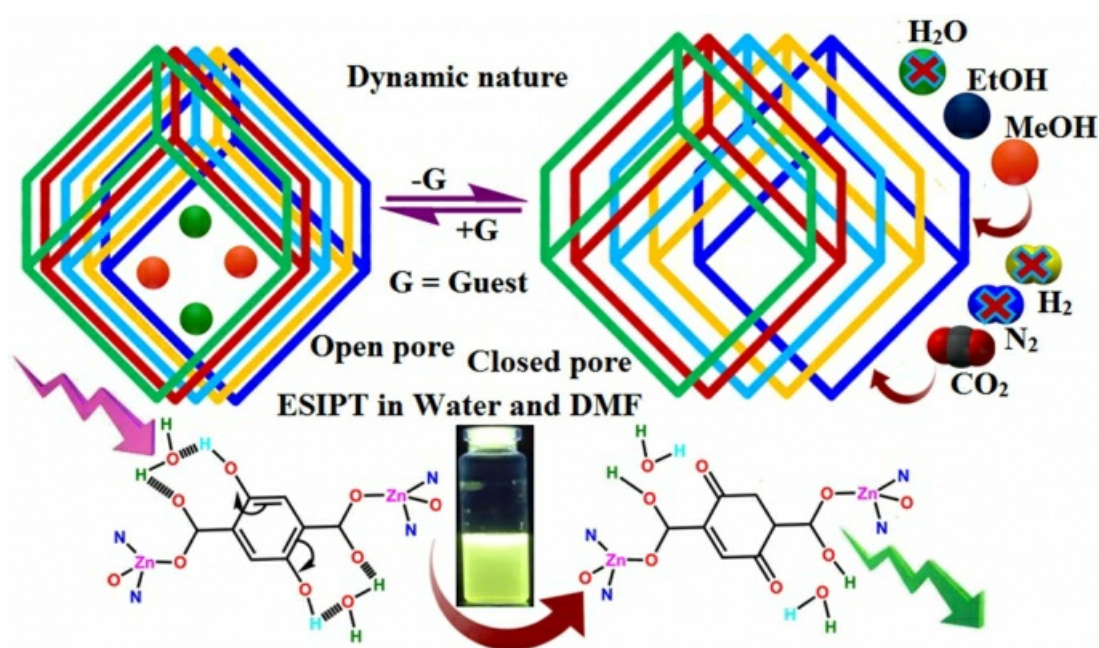 H₂O
Dynamic nature
EtOH
MeOH
-G
+G
G = Guest
H₂
N₂
CO₂
Open pore
Closed pore
ESIPT in Water and DMF
H
O
H
H
O
O
O
Zn
N
O
N
N
Zn
O
O
N
O
H
O
H
H
O
H
H
O
H
H
O
O
O
Zn
N
O
N
N
Zn
O
O
N
O
O
H
H
O
H